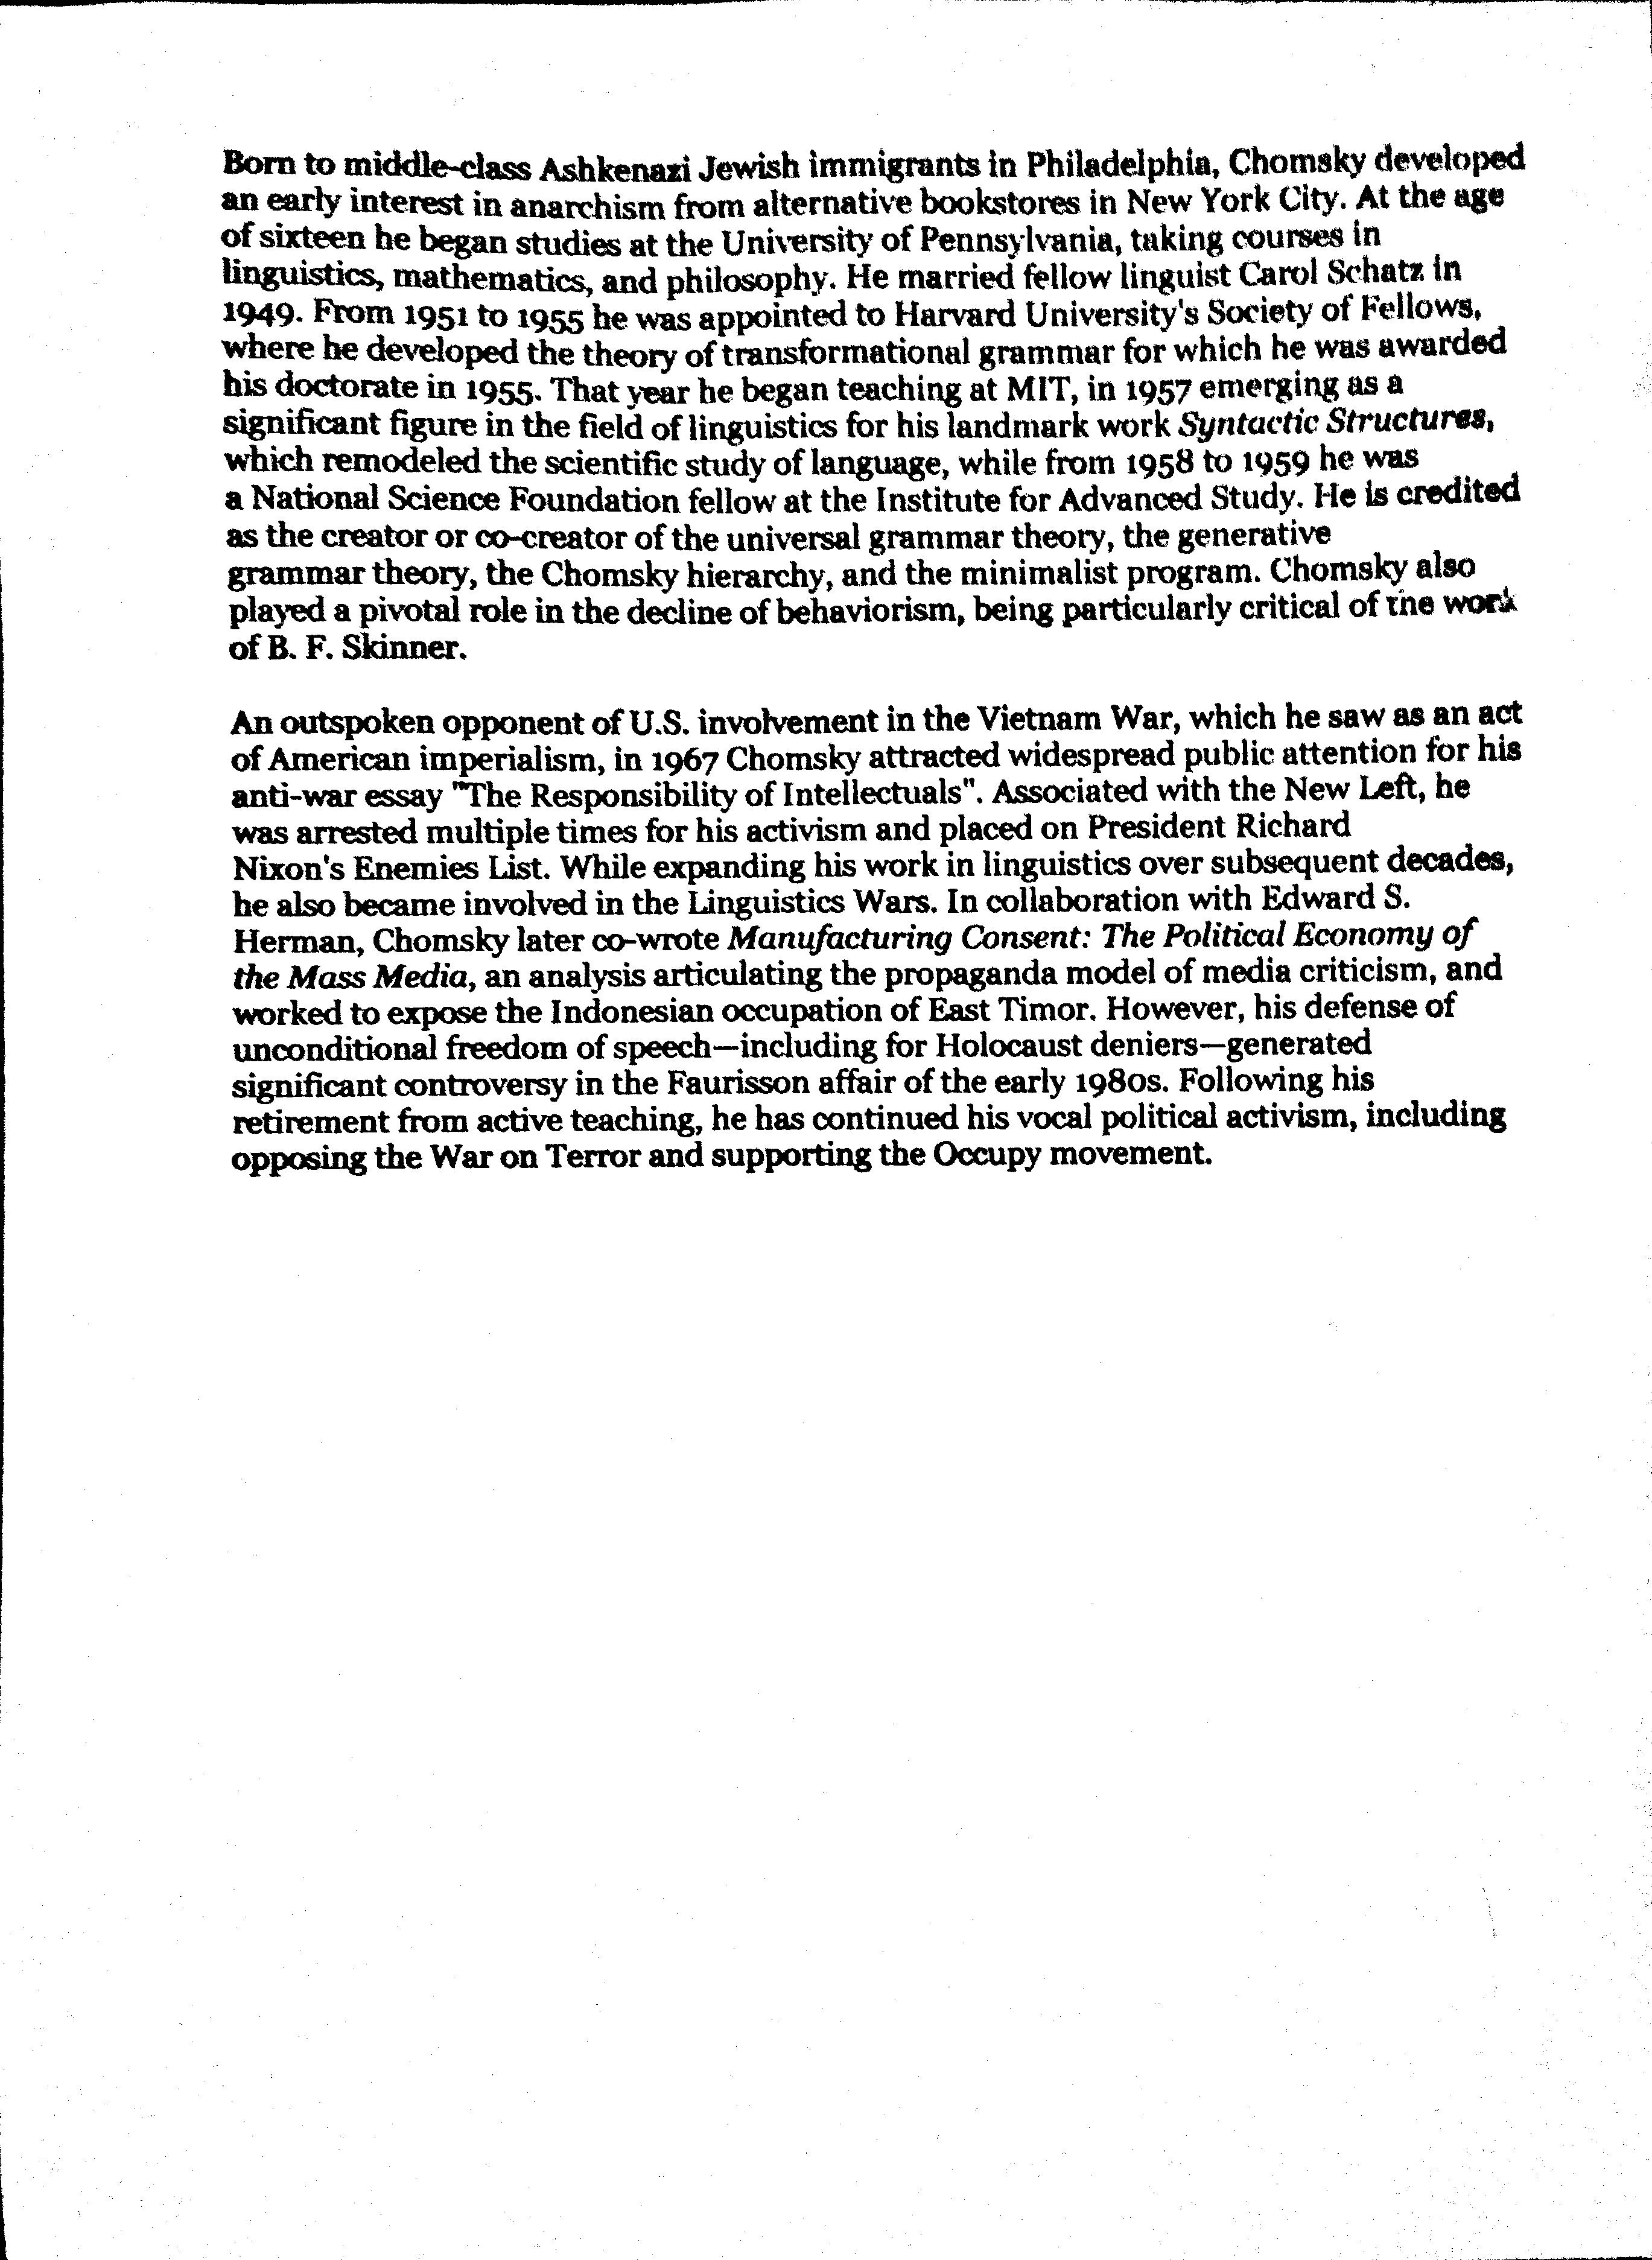 Born to middle-class Ashkenazi Jewish immigrants in Philadelphia, Chomsky developed
an early interest in anarchism from alternative bookstores in New York City. At the age
of sixteen he began studies at the University of Pennsylvania, taking courses in
linguistics, mathematics, and philosophy. He married fellow linguist Carol Schatz in
1949. From 1951 to 1955 he was appointed to Harvard University's Society of Fellows,
where he developed the theory of transformational grammar for which he was awarded
his doctorate in 1955. That year he began teaching at MIT, in 1957 emerging as a
significant figure in the field of linguistics for his landmark work Syntactic Structures,
which remodeled the scientific study of language, while from 1958 to 1959 he was
a National Science Foundation fellow at the Institute for Advanced Study. He is credited
as the creator or co-creator of the universal grammar theory, the generative
grammar theory, the Chomsky hierarchy, and the minimalist program. Chomsky also
played a pivotal role in the decline of behaviorism, being particularly critical of the work
of B. F. Skinner.

An outspoken opponent of U.S. involvement in the Vietnam War, which he saw as an act
of American imperialism, in 1967 Chomsky attracted widespread public attention for his
anti-war essay "The Responsibility of Intellectuals". Associated with the New Left, he
was arrested multiple times for his activism and placed on President Richard
Nixon's Enemies List. While expanding his work in linguistics over subsequent decades,
he also became involved in the Linguistics Wars. In collaboration with Edward S.
Herman, Chomsky later co-wrote Manufacturing Consent: The Political Economy of
the Mass Media, an analysis articulating the propaganda model of media criticism, and
worked to expose the Indonesian occupation of East Timor. However, his defense of
unconditional freedom of speech—including for Holocaust deniers—generated
significant controversy in the Faurisson affair of the early 1980s. Following his
retirement from active teaching, he has continued his vocal political activism, including
opposing the War on Terror and supporting the Occupy movement.